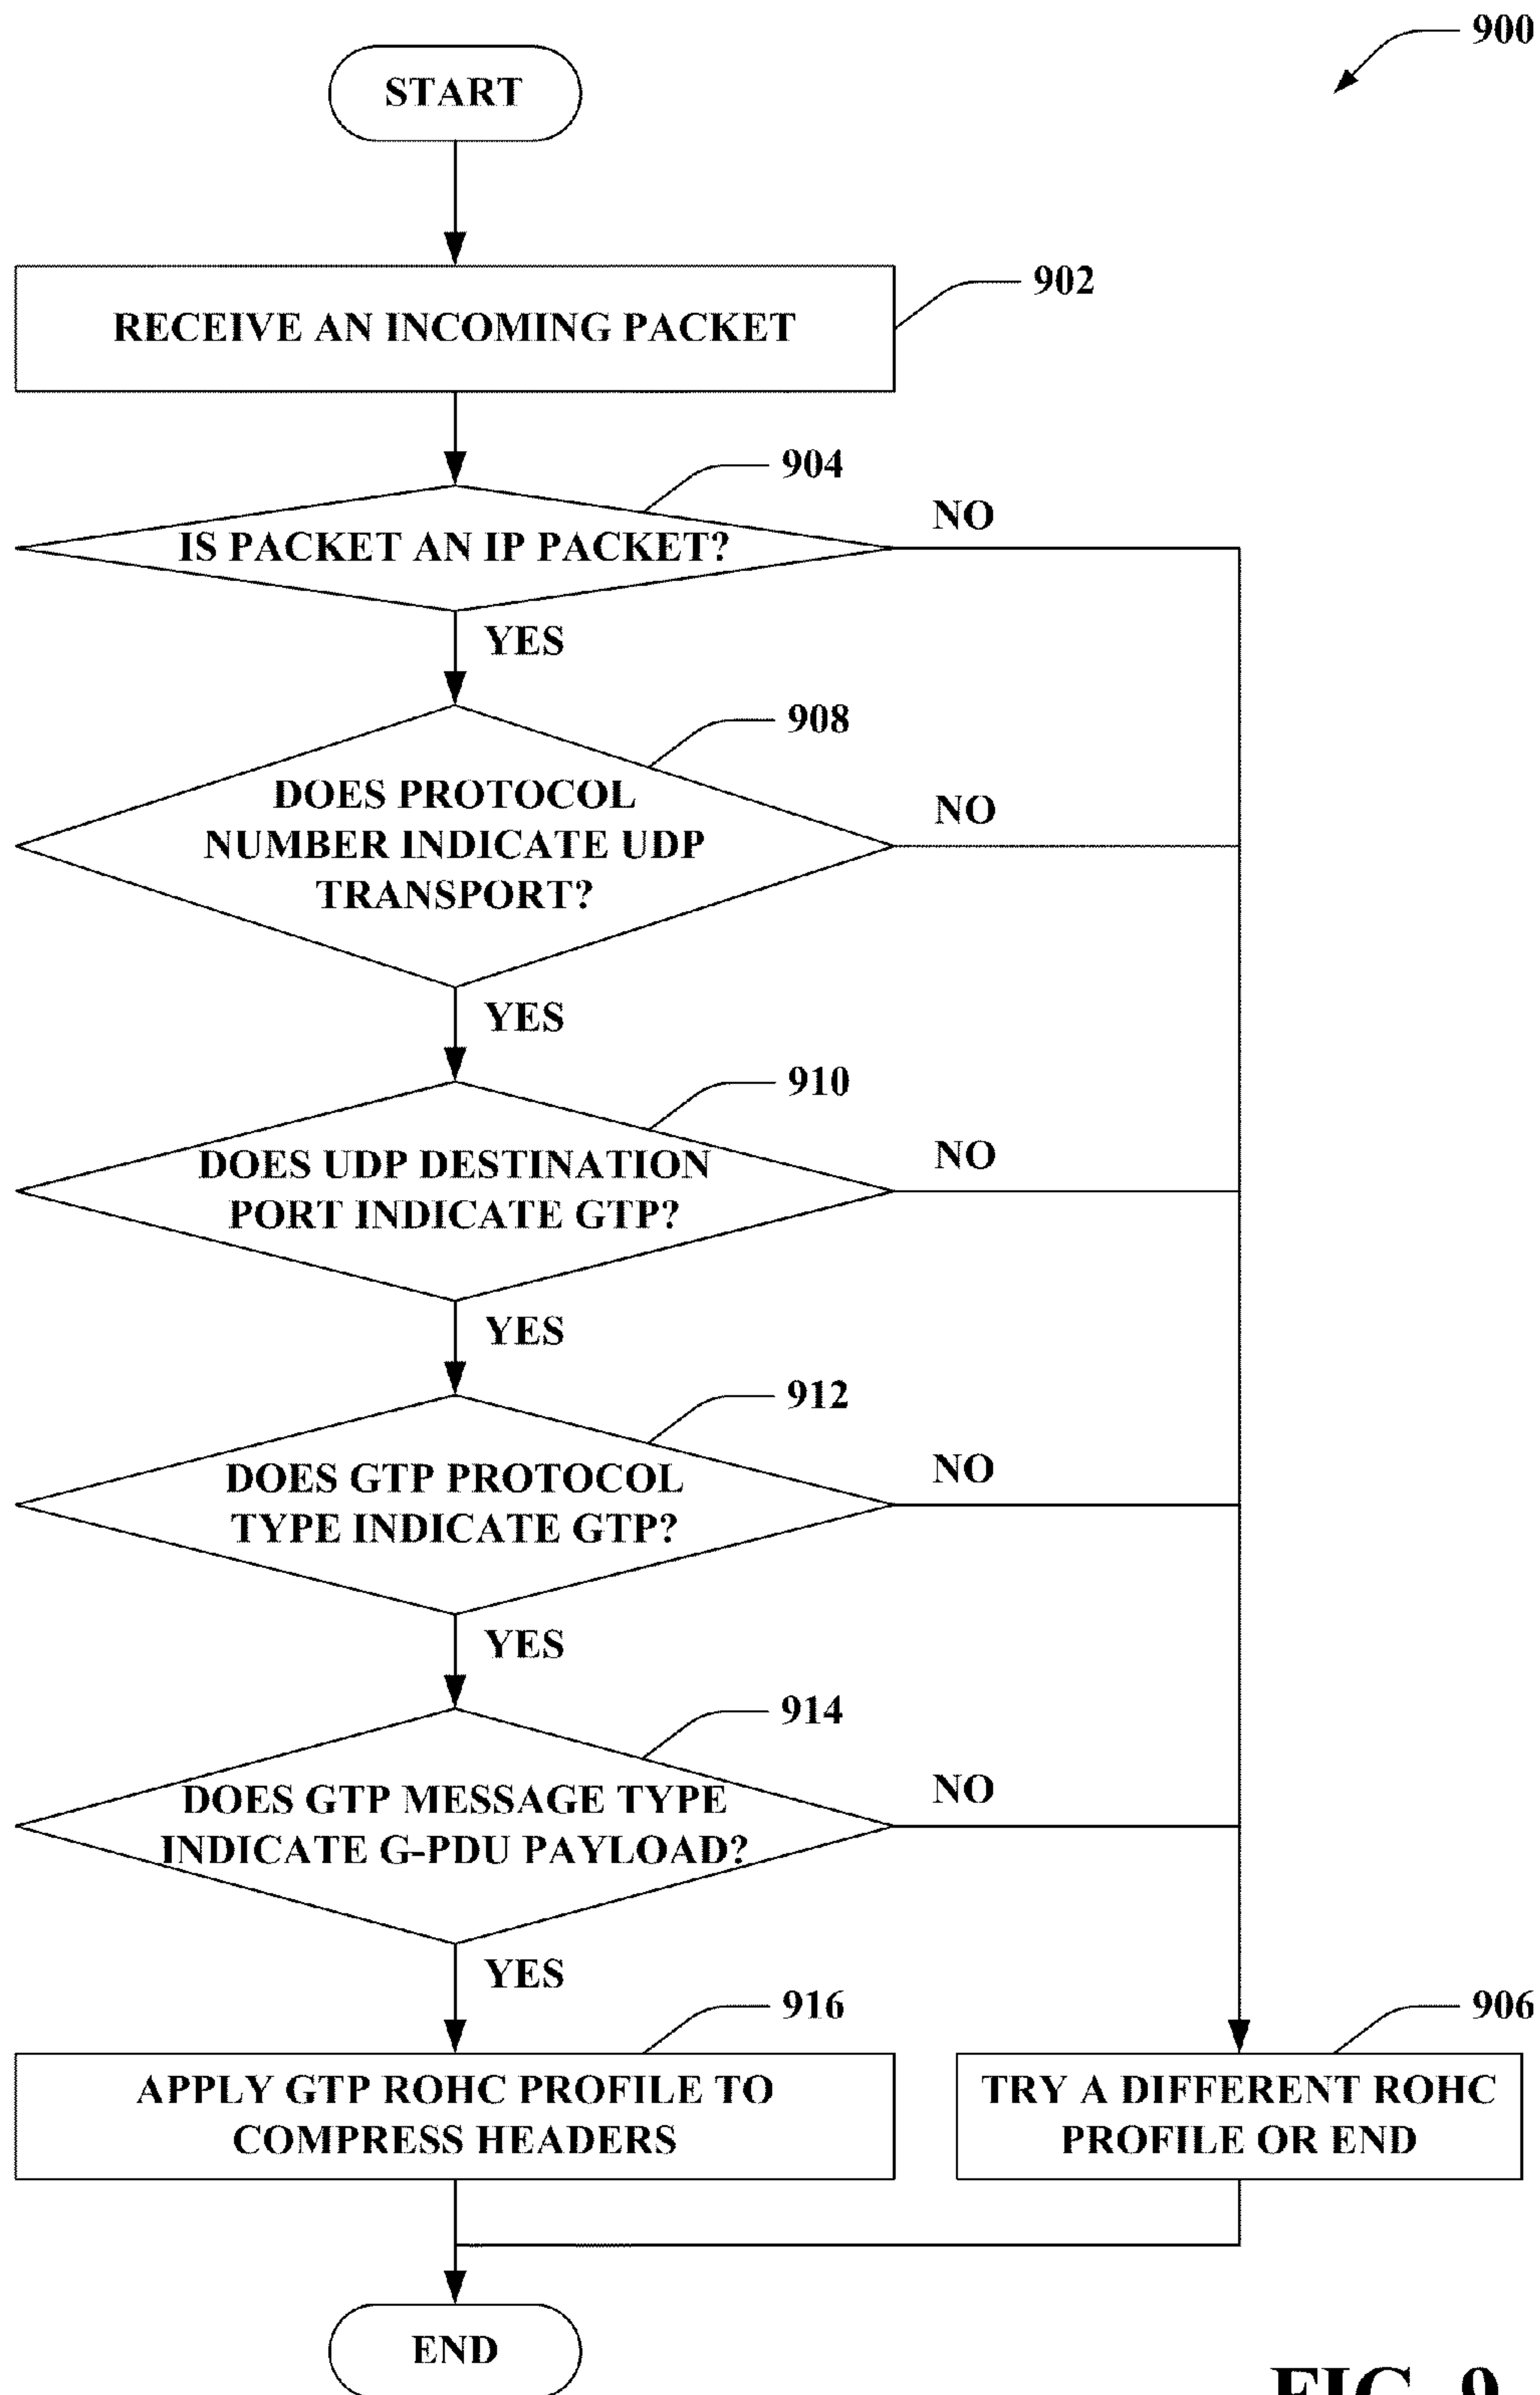 900
START
RECEIVE AN INCOMING PACKET
902
904
IS PACKET AN IP PACKET?
NO
YES
908
DOES PROTOCOL
NUMBER INDICATE UDP
TRANSPORT?
NO
YES
910
DOES UDP DESTINATION
PORT INDICATE GTP?
NO
YES
912
DOES GTP PROTOCOL
TYPE INDICATE GTP?
NO
YES
914
DOES GTP MESSAGE TYPE
INDICATE G-PDU PAYLOAD?
NO
YES
916
APPLY GTP ROHC PROFILE TO
COMPRESS HEADERS
906
TRY A DIFFERENT ROHC
PROFILE OR END
END
FIG. 9